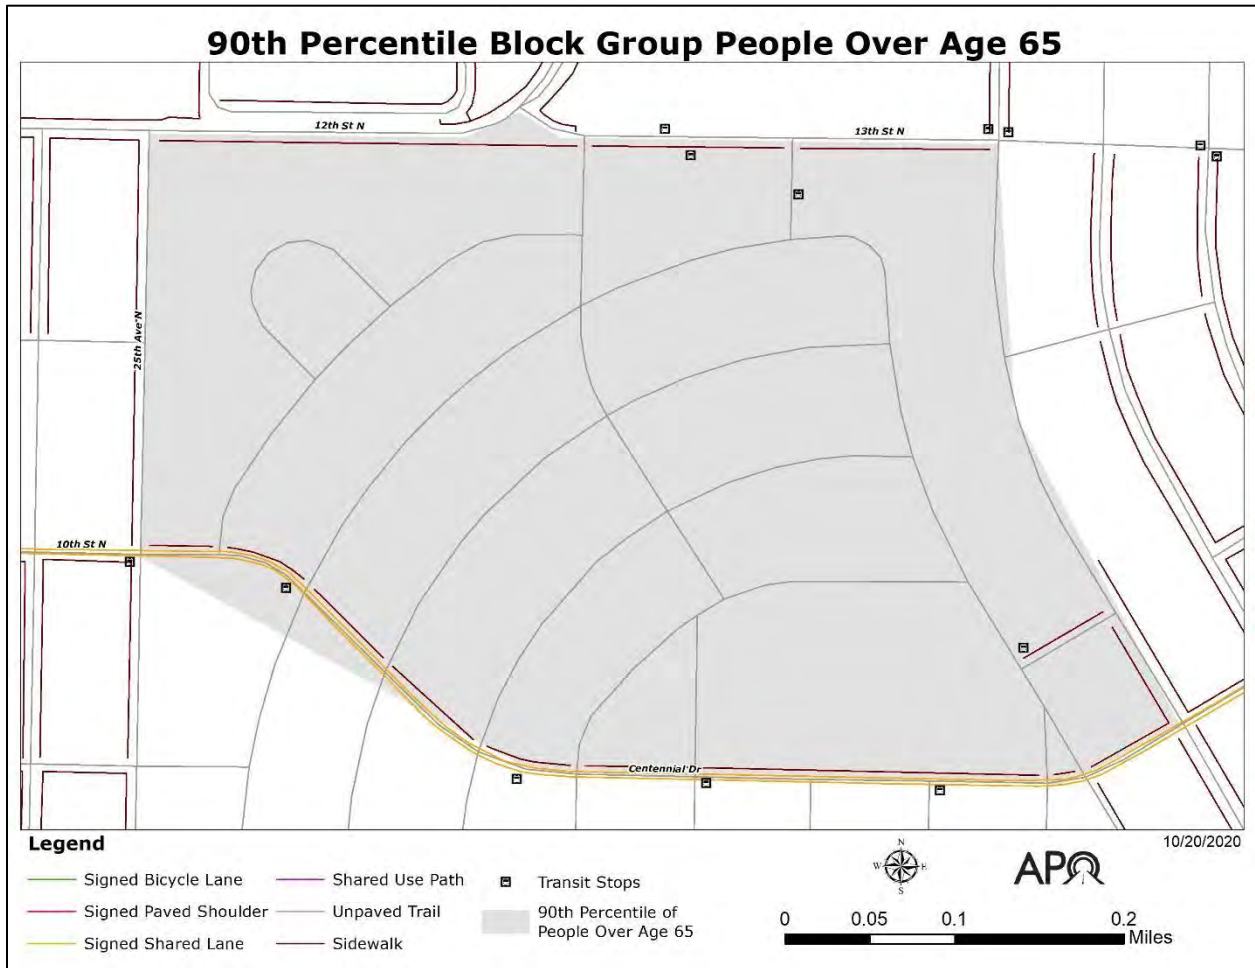 90th Percentile Block Group People Over Age 65
12th St N
13th St N
25th Ave N
10th St N
Centennial Dr
Legend
10/20/2020
Signed Bicycle Lane
Shared Use Path
Transit Stops
Signed Paved Shoulder
Unpaved Trail
90th Percentile of
People Over Age 65
Signed Shared Lane
Sidewalk
N
W E
S
APO
0 0.05 0.1 0.2
Miles